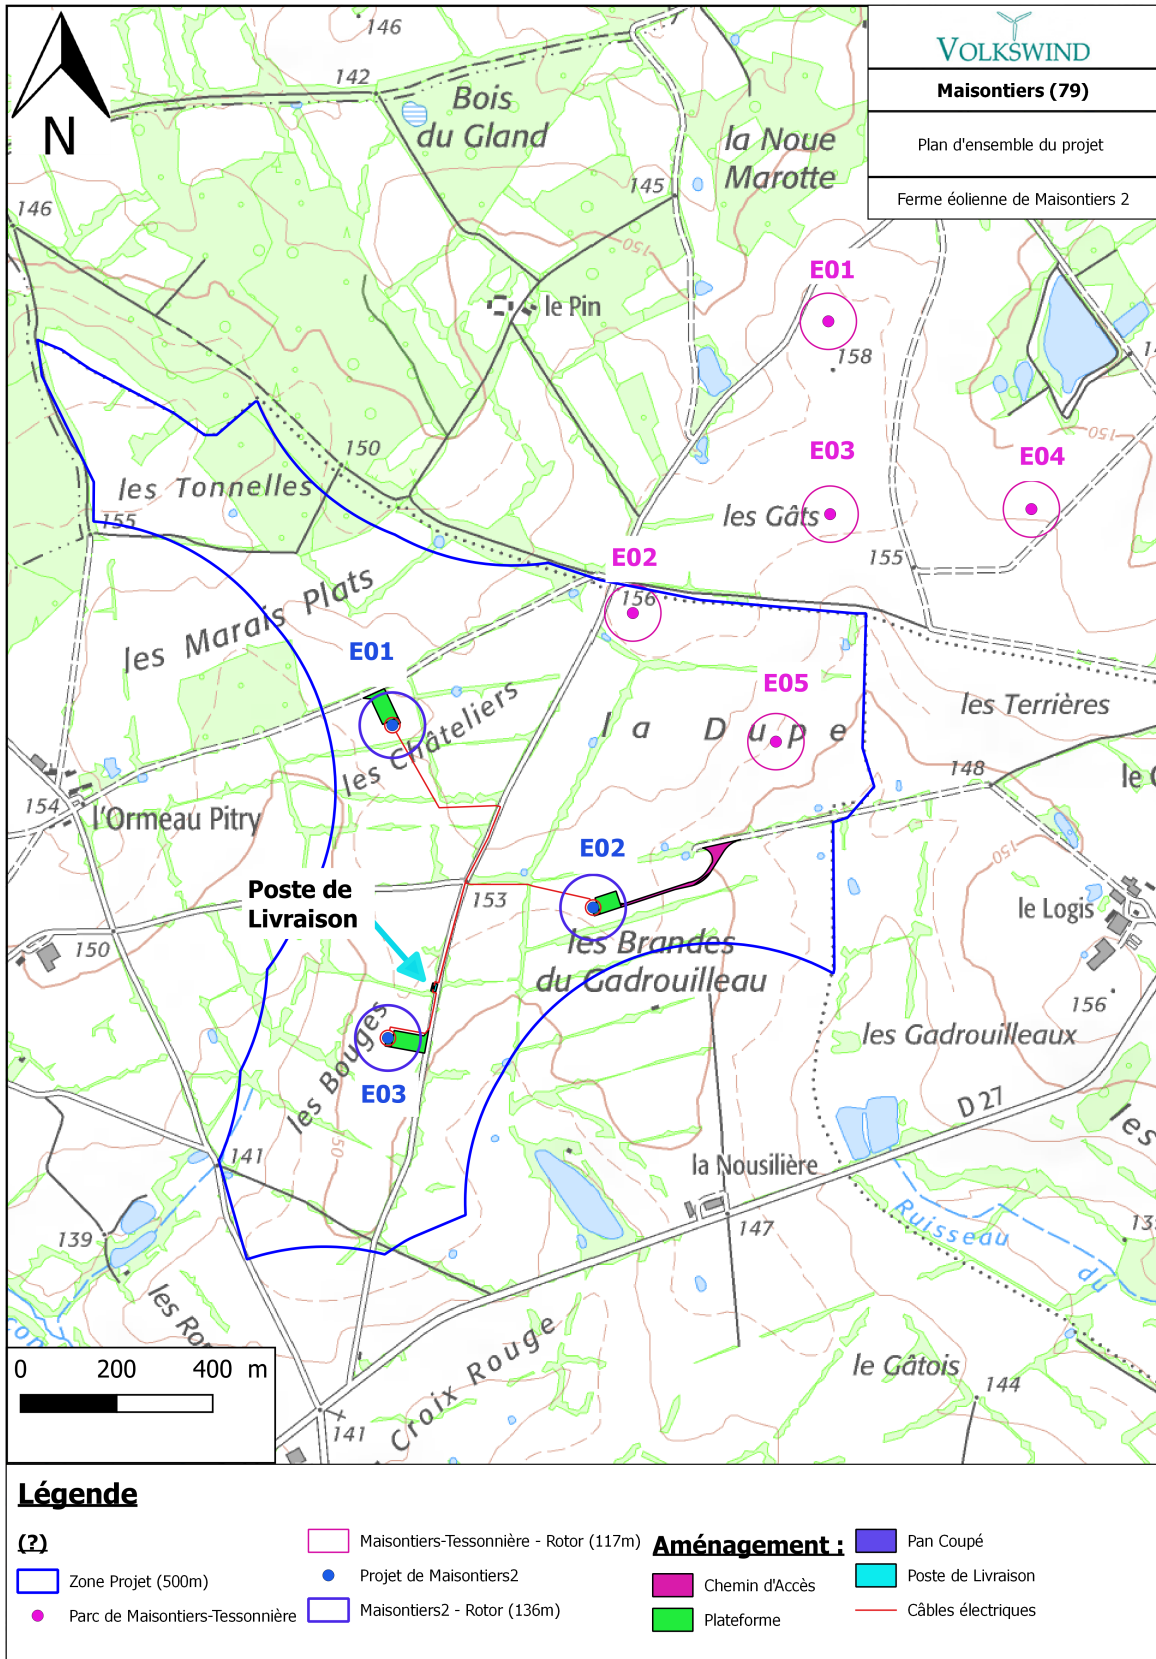 VOLKSWIND
Maisontiers (79)
Plan d'ensemble du projet
Ferme éolienne de Maisontiers 2
N
146
142
Bois
du Gland
la Noue
Marotte
145
146
150
E01
le Pin
158
150
E03
E04
150
les Tonnelles
155
les Gâts
155
E02
156
les Marais Plats
E01
E05
les Terrières
la Dupe
les Châteliers
148
154
l'Ormeau Pitry
E02
150
Poste de
Livraison
153
le Logis
150
les Brandes
du Gadrouilleau
156
les Gadrouilleaux
les Bouges
E03
D 27
les
150
141
la Nousilière
147
Ruisseau
du
139
Croix Rouge
le Gâtois
144
141
0 200 400 m
Légende
(?)
Zone Projet (500m)
Parc de Maisontiers-Tessonnière
Maisontiers-Tessonnière - Rotor (117m)
Projet de Maisontiers2
Maisontiers2 - Rotor (136m)
Aménagement :
Chemin d'Accès
Plateforme
Pan Coupé
Poste de Livraison
Câbles électriques